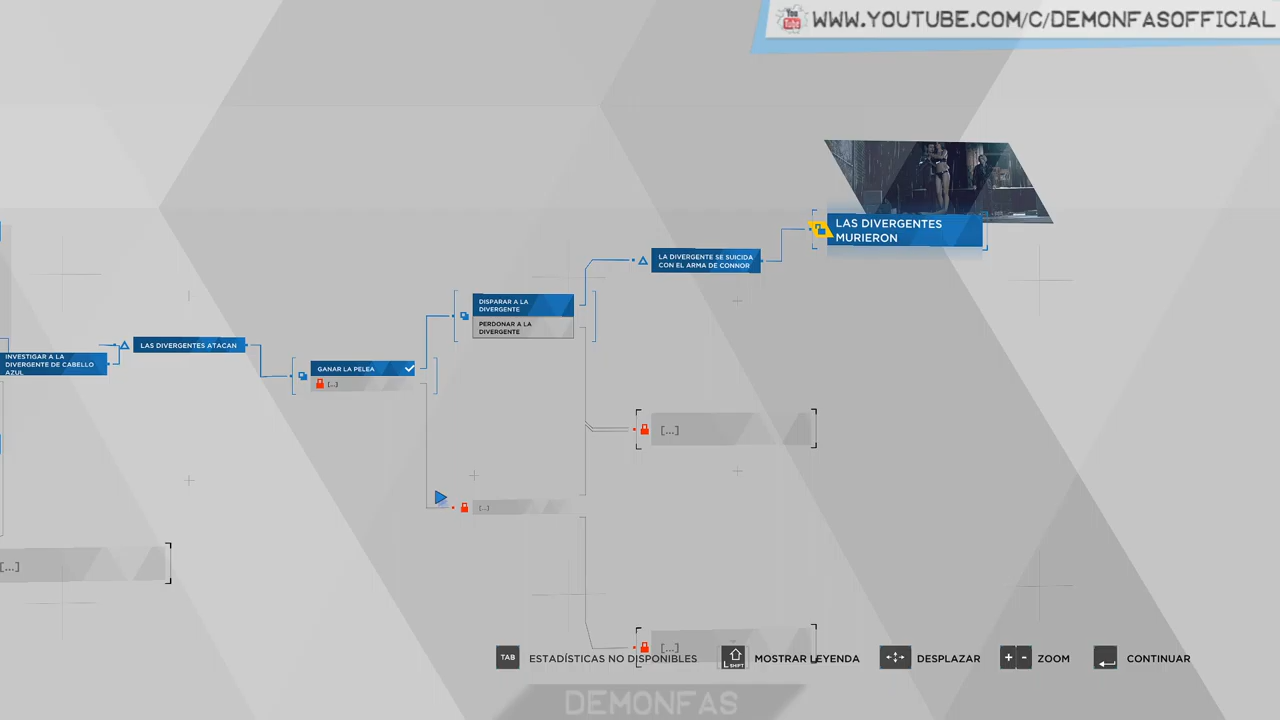 You
Tube
WWW.YOUTUBE.COM/C/DEMONFASOFFICIAL
LAS DIVERGENTES
MURIERON
LA DIVERGENTE SE SUICIDA
CON EL ARMA DE CONNOR
DISPARAR A LA
DIVERGENTE
PERDONAR A LA
DIVERGENTE
LAS DIVERGENTES ATACAN
INVESTIGAR A LA
DIVERGENTE DE CABELLO
AZUL
GANAR LA PELEA
[...]
[...]
[...]
[...]
[...]
TAB
ESTADÍSTICAS NO DISPONIBLES
L SHIFT
MOSTRAR LEYENDA
DESPLAZAR
+ -
ZOOM
CONTINUAR
DEMONFAS